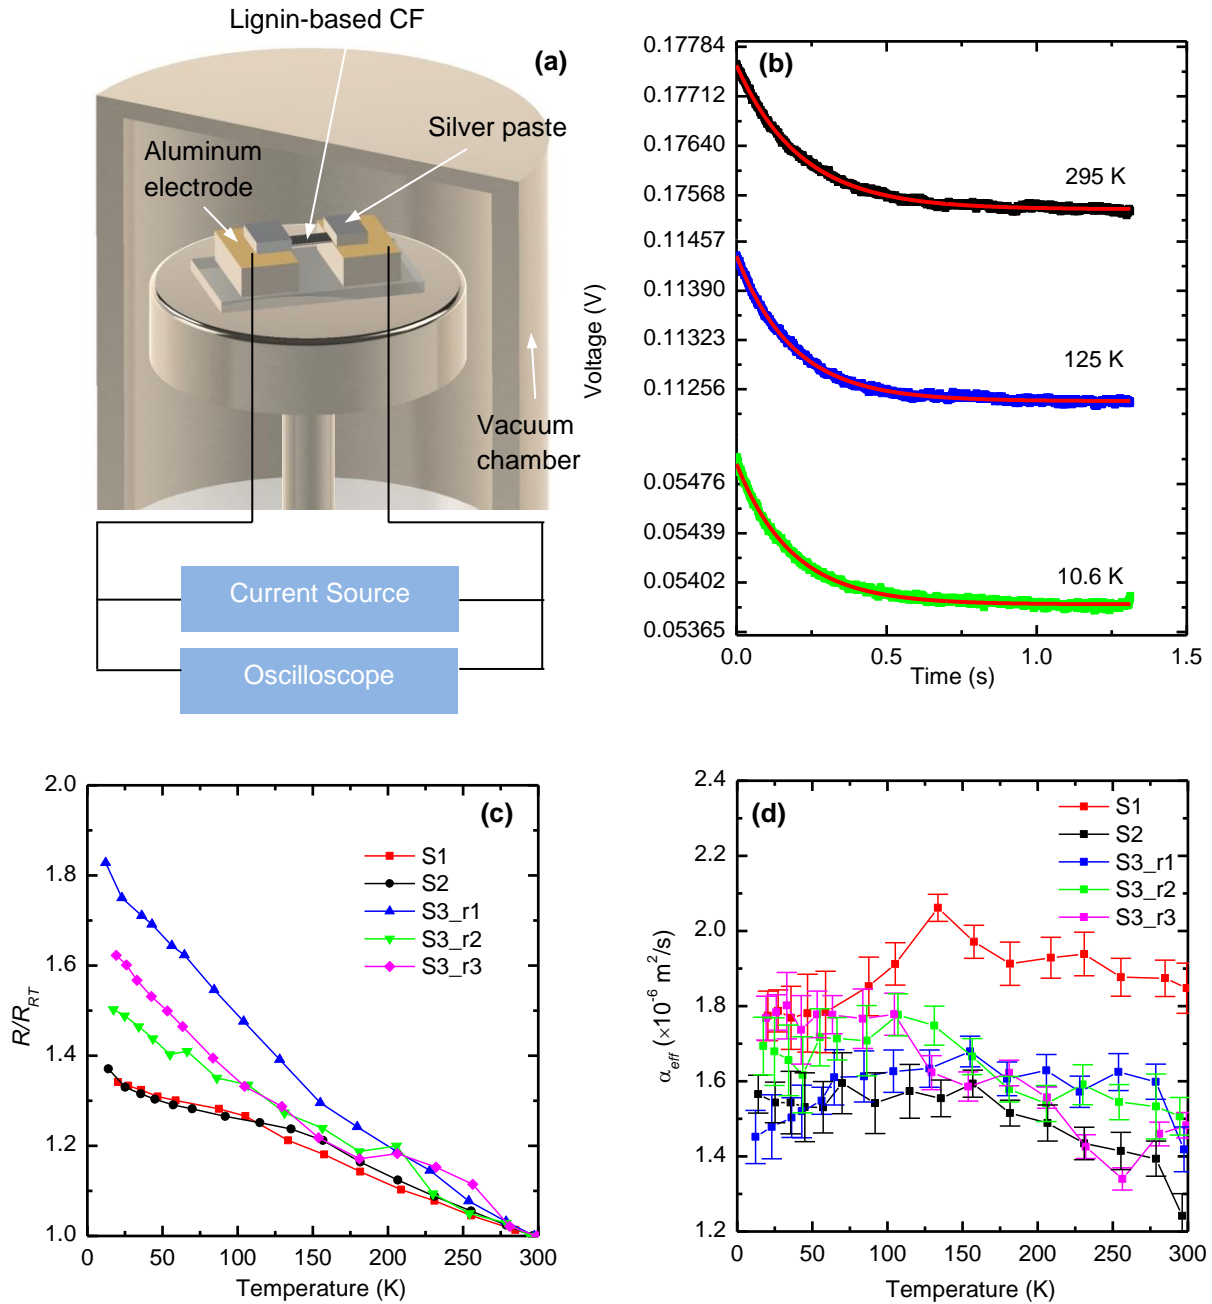 Lignin-based CF
(a)
Silver paste
Aluminum
electrode
Vacuum
chamber
Current Source
Oscilloscope
(b)
0.17784
0.17712
0.17640
0.17568
0.11457
0.11390
0.11323
0.11256
0.05476
0.05439
0.05402
0.05365
Voltage (V)
295 K
125 K
10.6 K
0.0 0.5 1.0 1.5
Time (s)
(c)
2.0
1.8
1.6
1.4
1.2
1.0
R/R_RT
S1
S2
S3_r1
S3_r2
S3_r3
0 50 100 150 200 250 300
Temperature (K)
(d)
2.4
2.2
2.0
1.8
1.6
1.4
1.2
α_eff (×10⁻⁶ m²/s)
S1
S2
S3_r1
S3_r2
S3_r3
0 50 100 150 200 250 300
Temperature (K)